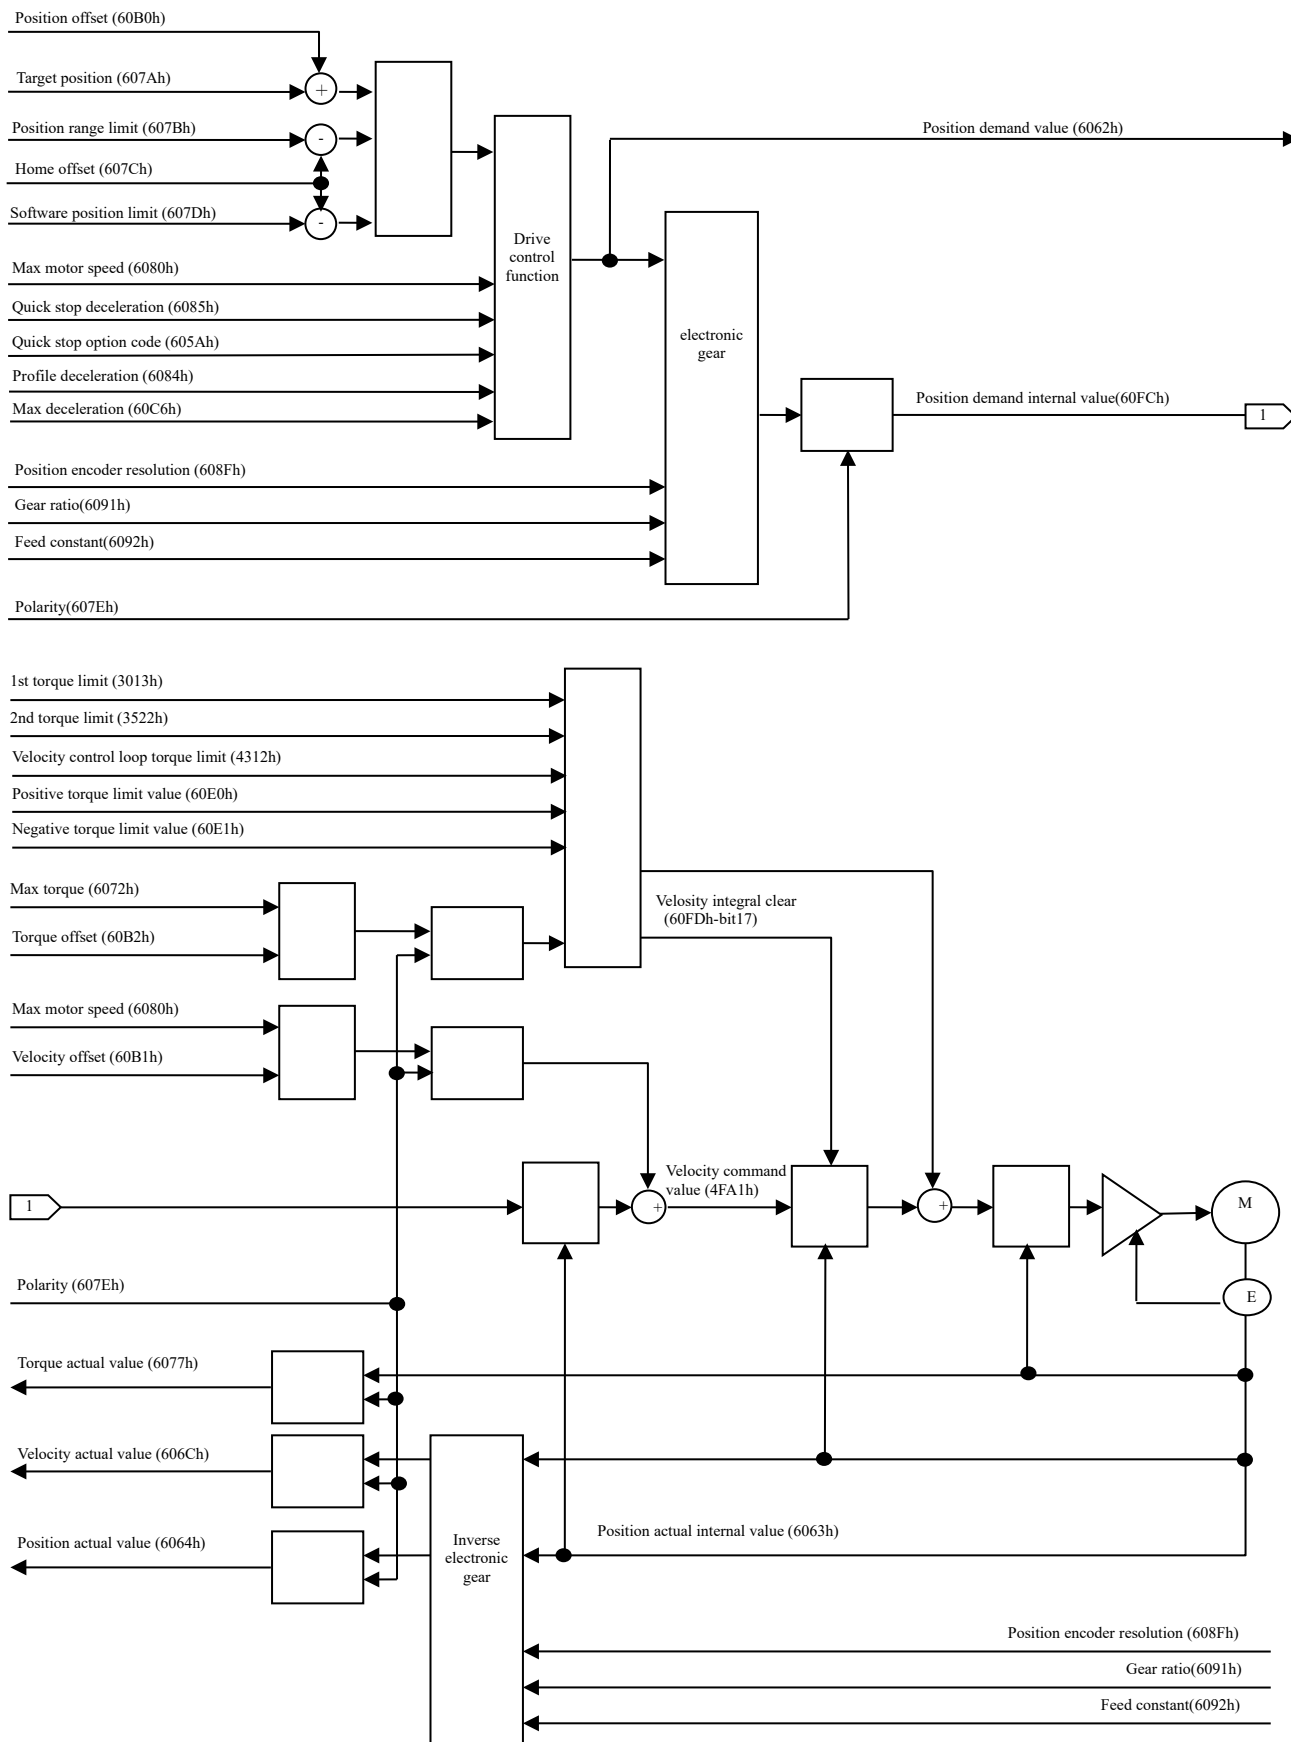 Position offset (60B0h)
Target position (607Ah)
+
Position range limit (607Bh)
-
Position demand value (6062h)
Home offset (607Ch)
Software position limit (607Dh)
-
Drive
control
function
Max motor speed (6080h)
Quick stop deceleration (6085h)
Quick stop option code (605Ah)
electronic
gear
Profile deceleration (6084h)
Max deceleration (60C6h)
Position demand internal value(60FCh)
1
Position encoder resolution (608Fh)
Gear ratio(6091h)
Feed constant(6092h)
Polarity(607Eh)
1st torque limit (3013h)
2nd torque limit (3522h)
Velocity control loop torque limit (4312h)
Positive torque limit value (60E0h)
Negative torque limit value (60E1h)
Max torque (6072h)
Velosity integral clear
(60FDh-bit17)
Torque offset (60B2h)
Max motor speed (6080h)
Velocity offset (60B1h)
Velocity command
value (4FA1h)
1
+
+
M
Polarity (607Eh)
E
Torque actual value (6077h)
Velocity actual value (606Ch)
Position actual internal value (6063h)
Position actual value (6064h)
Inverse
electronic
gear
Position encoder resolution (608Fh)
Gear ratio(6091h)
Feed constant(6092h)